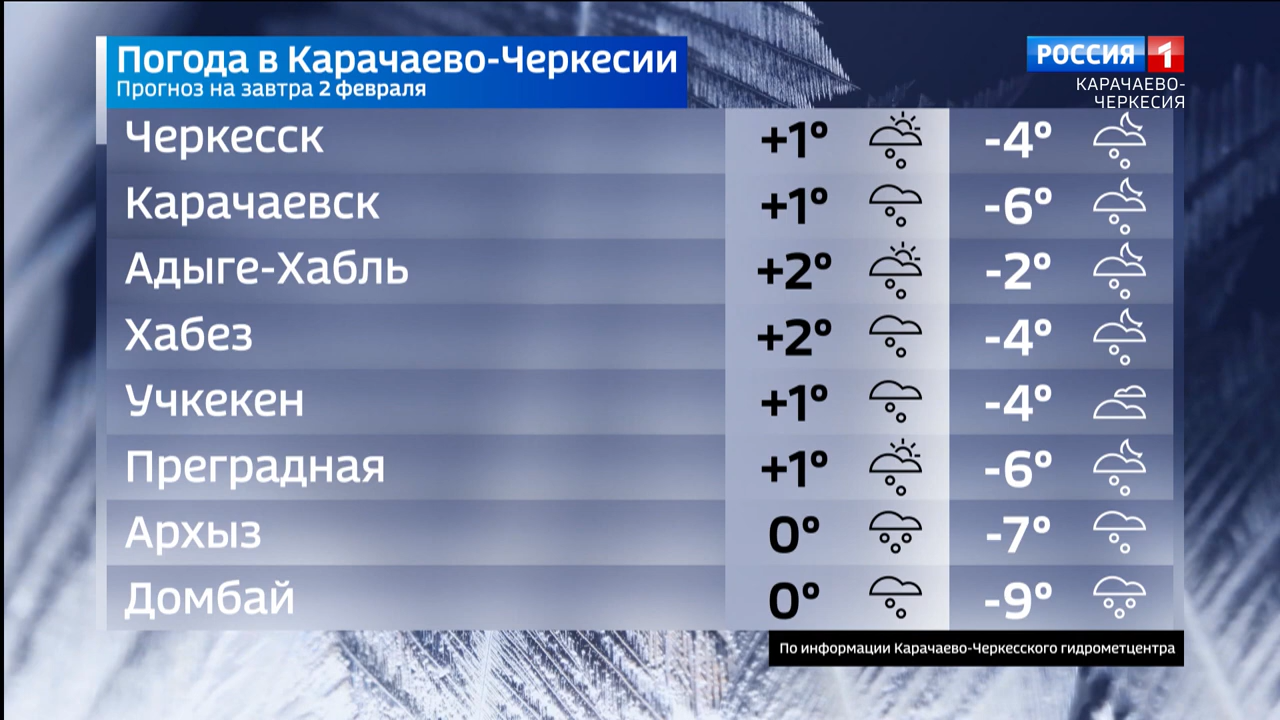 Погода в Карачаево-Черкесии
Прогноз на завтра 2 февраля
РОССИЯ 1
КАРАЧАЕВО-
ЧЕРКЕСИЯ
Черкесск +1° -4°
Карачаевск +1° -6°
Адыге-Хабль +2° -2°
Хабез +2° -4°
Учкекен +1° -4°
Преградная +1° -6°
Архыз 0° -7°
Домбай 0° -9°
По информации Карачаево-Черкесского гидрометцентра